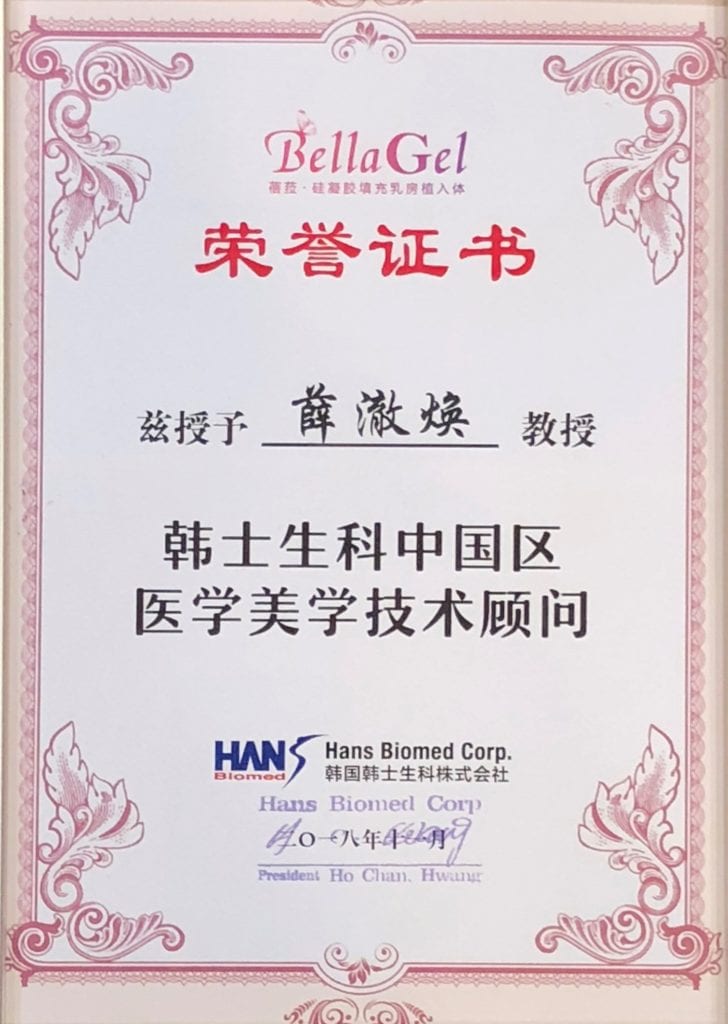 BellaGel
蓓菈·硅凝胶填充乳房植入体
荣誉证书
兹授予 薛澈焕 教授
韩士生科中国区
医学美学技术顾问
HANS Biomed
Hans Biomed Corp.
韩国韩士生科株式会社
Hans Biomed Corp
二〇一八年十一月
President Ho Chan, Hwang